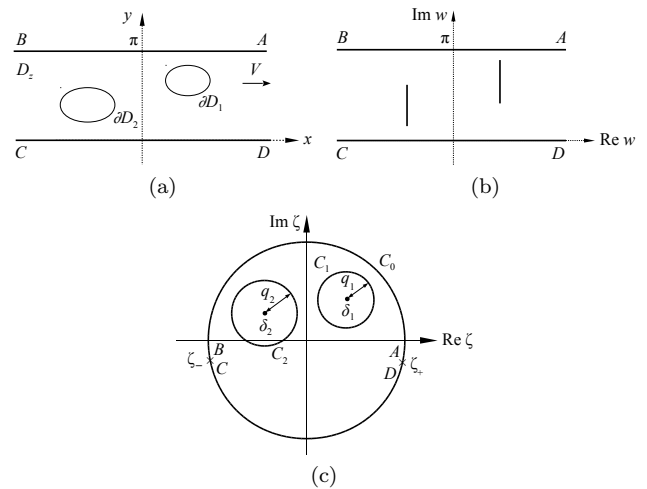 y
B π A
D_z V
∂D_1
∂D_2
x
C D
(a)
Im w
B π A
C D Re w
(b)
Im ζ
C_1 C_0
q_1
q_2
δ_1
δ_2
C_2 Re ζ
B A
ζ_− C D ζ_+
(c)